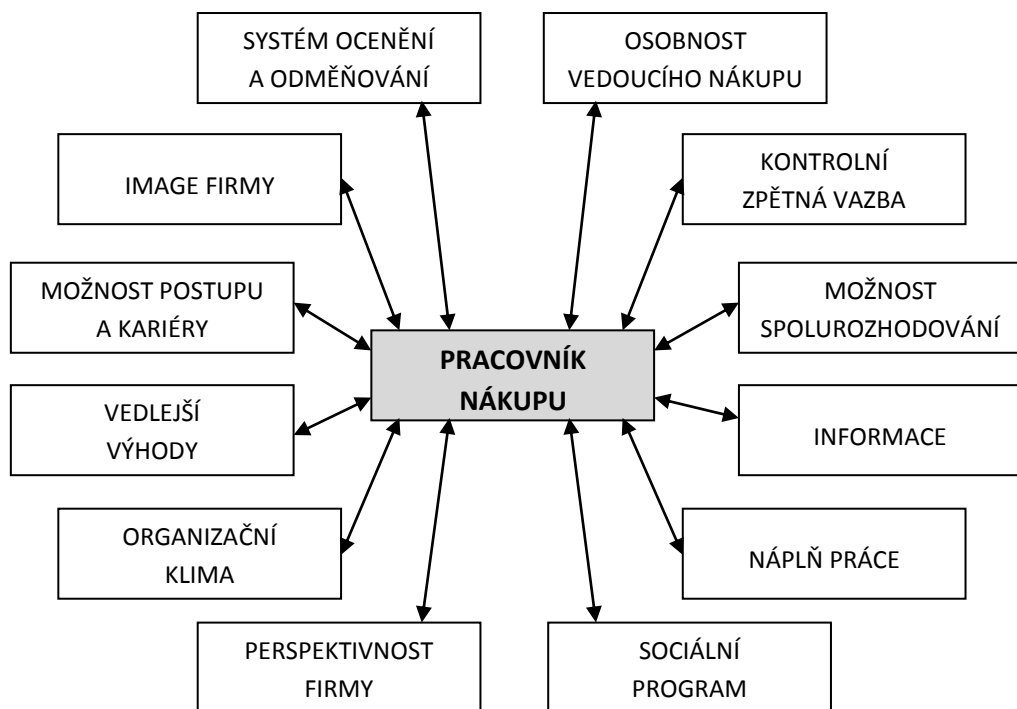 SYSTÉM OCENĚNÍ
A ODMĚŇOVÁNÍ
OSOBNOST
VEDOUCÍHO NÁKUPU
IMAGE FIRMY
KONTROLNÍ
ZPĚTNÁ VAZBA
MOŽNOST POSTUPU
A KARIÉRY
MOŽNOST
SPOLUROZHODOVÁNÍ
PRACOVNÍK
NÁKUPU
VEDLEJŠÍ
VÝHODY
INFORMACE
ORGANIZAČNÍ
KLIMA
NÁPLŇ PRÁCE
PERSPEKTIVNOST
FIRMY
SOCIÁLNÍ
PROGRAM